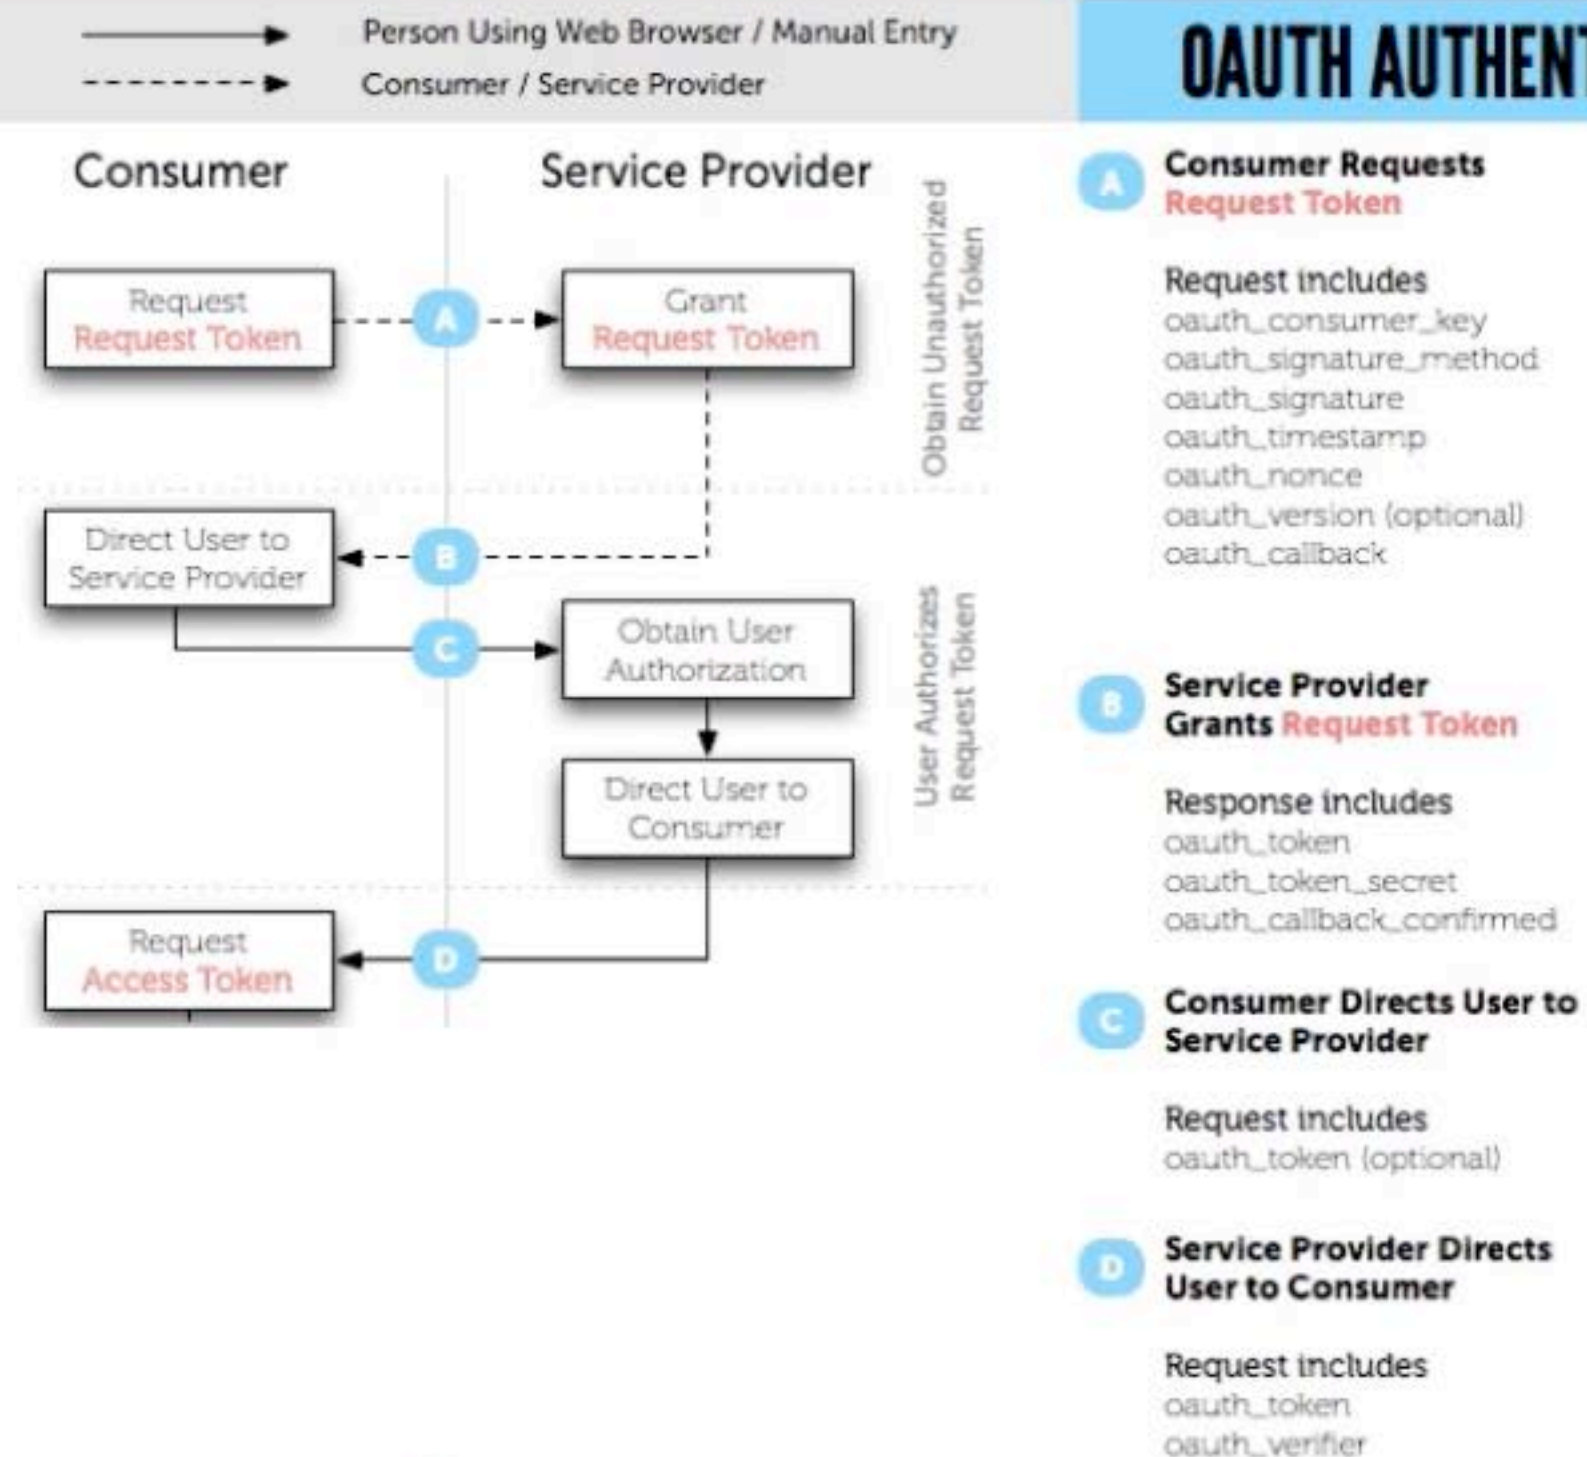 Person Using Web Browser / Manual Entry
Consumer / Service Provider
OAUTH AUTHENT
Consumer
Service Provider
Request
Request Token
A
Grant
Request Token
Obtain Unauthorized
Request Token
Direct User to
Service Provider
B
C
Obtain User
Authorization
User Authorizes
Request Token
Direct User to
Consumer
Request
Access Token
D
A
Consumer Requests
Request Token
Request includes
oauth_consumer_key
oauth_signature_method
oauth_signature
oauth_timestamp
oauth_nonce
oauth_version (optional)
oauth_callback
B
Service Provider
Grants Request Token
Response includes
oauth_token
oauth_token_secret
oauth_callback_confirmed
C
Consumer Directs User to
Service Provider
Request includes
oauth_token (optional)
D
Service Provider Directs
User to Consumer
Request includes
oauth_token
oauth_verifier